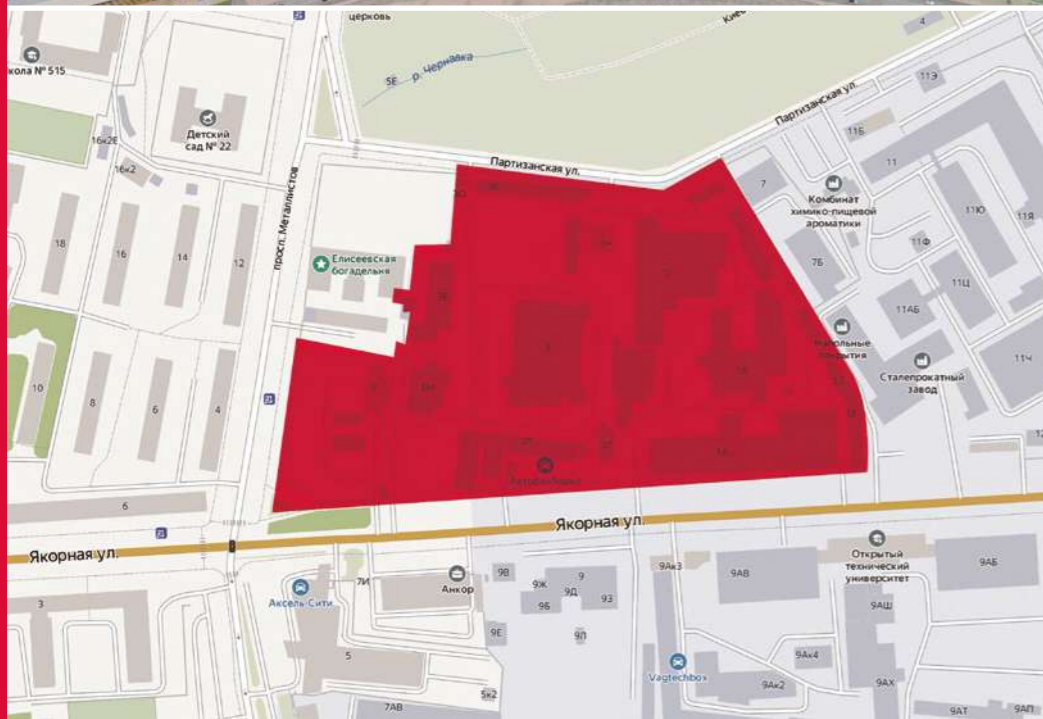 церковь
Киев
4
кола № 515
5Е
р. Чернавка
11Э
Детский
сад № 22
Партизанская ул.
11Б
16к2Е
11
16к2
Партизанская ул.
7
Комбинат
химико-пищевой
ароматики
просп. Металлистов
11Ю
11Я
18
16
14
12
11Ф
Елисеевская
богадельня
7Б
11Ц
11АБ
Напольные
покрытия
11Ч
Сталепрокатный
завод
10
8
6
4
12
6
Якорная ул.
Якорная ул.
Открытый
технический
университет
7И
Анкор
9В
9Ж
9
9Д
9Б
9З
9Ак3
9АВ
9АБ
Аксель-Сити
3
9Е
9Л
9АШ
5
Vagtechbox
9Ак4
9Ак2
9АХ
5к2
7АВ
9АТ
9АП